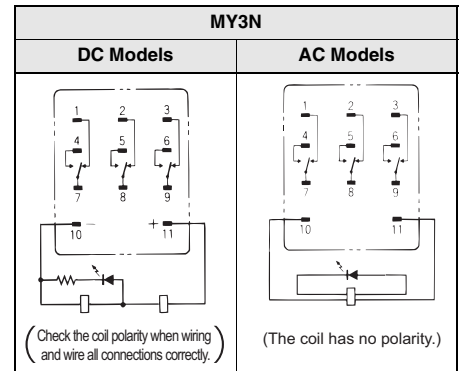 MY3N
DC Models AC Models
1 2 3
4 5 6
7 8 9
10 − + 11
(Check the coil polarity when wiring
and wire all connections correctly.)
1 2 3
4 5 6
7 8 9
10 11
(The coil has no polarity.)